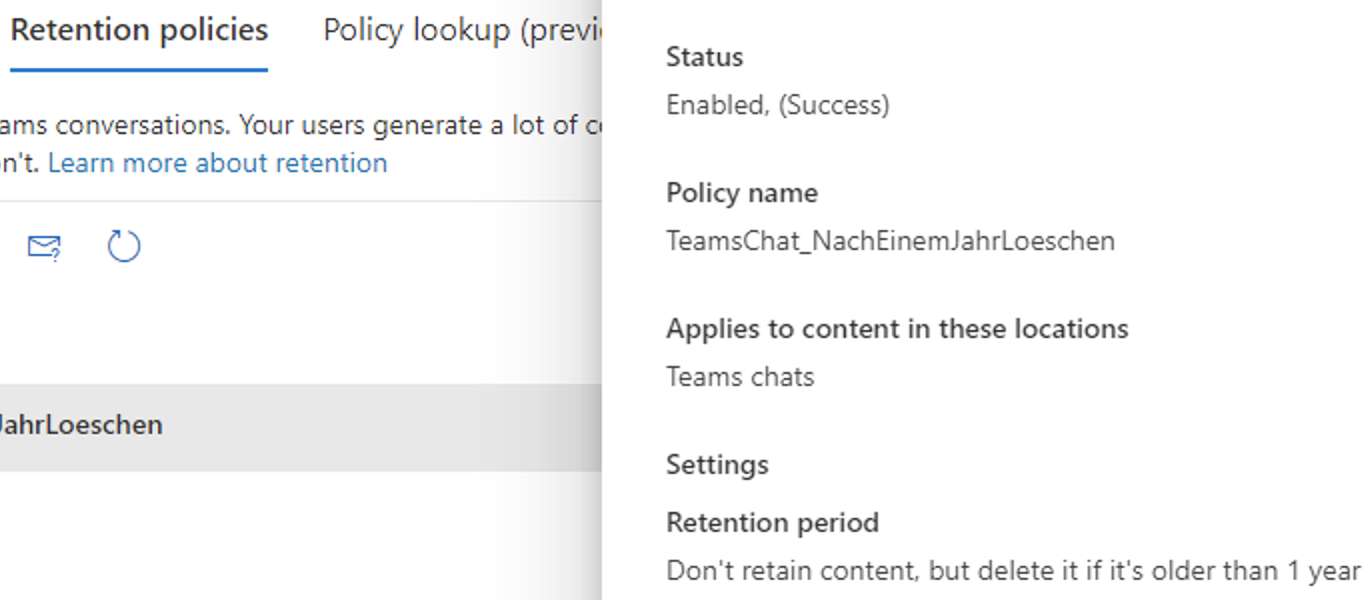 Retention policies
Policy lookup (previ
ams conversations. Your users generate a lot of c
n't. Learn more about retention
JahrLoeschen
Status
Enabled, (Success)
Policy name
TeamsChat_NachEinemJahrLoeschen
Applies to content in these locations
Teams chats
Settings
Retention period
Don't retain content, but delete it if it's older than 1 year